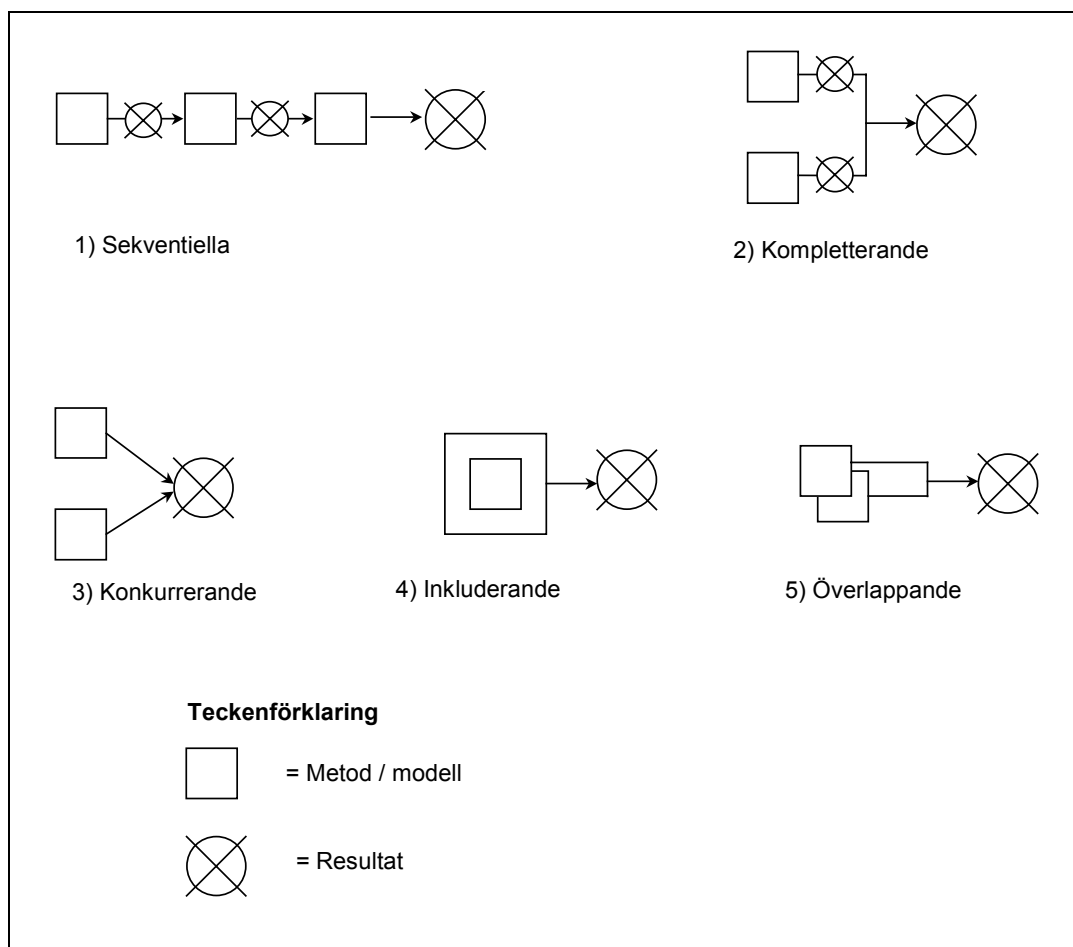 1) Sekventiella
2) Kompletterande
3) Konkurrerande
4) Inkluderande
5) Överlappande
Teckenförklaring
= Metod / modell
= Resultat